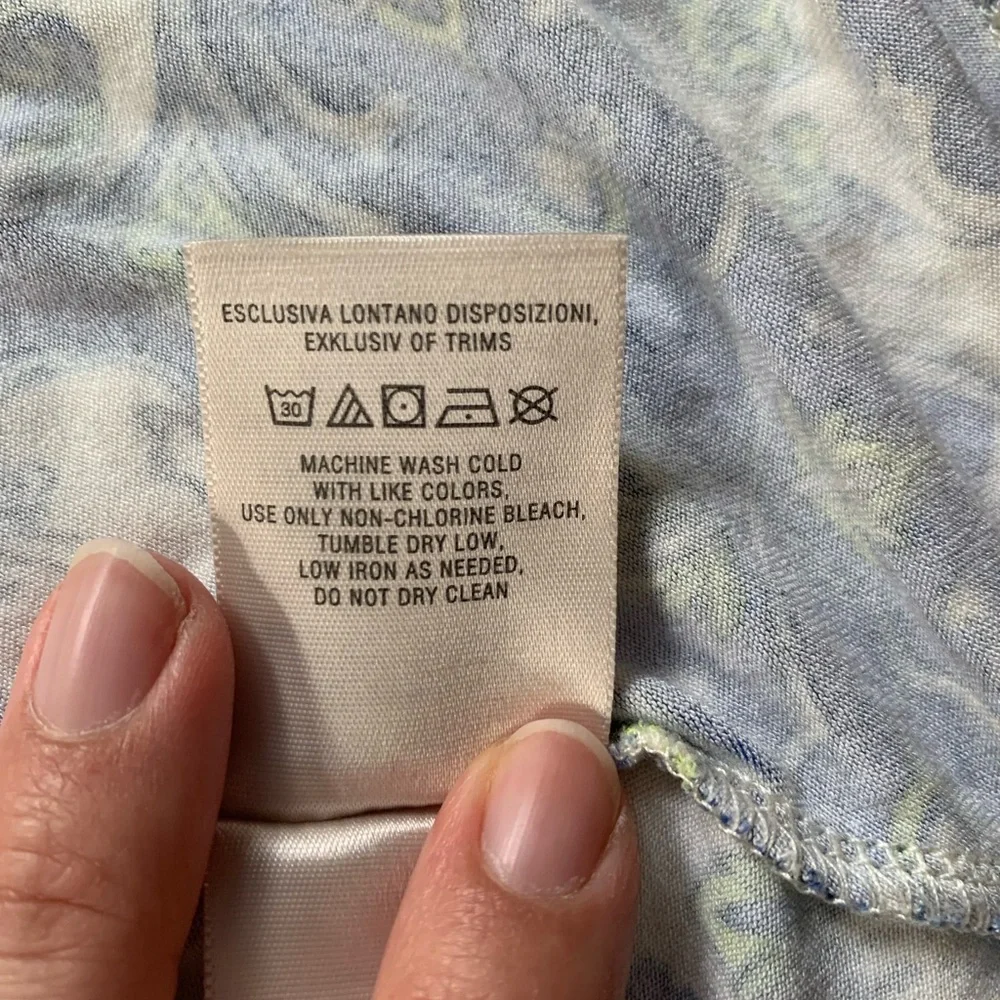 ESCLUSIVA LONTANO DISPOSIZIONI,
EXKLUSIV OF TRIMS
30
MACHINE WASH COLD
WITH LIKE COLORS,
USE ONLY NON-CHLORINE BLEACH,
TUMBLE DRY LOW,
LOW IRON AS NEEDED,
DO NOT DRY CLEAN